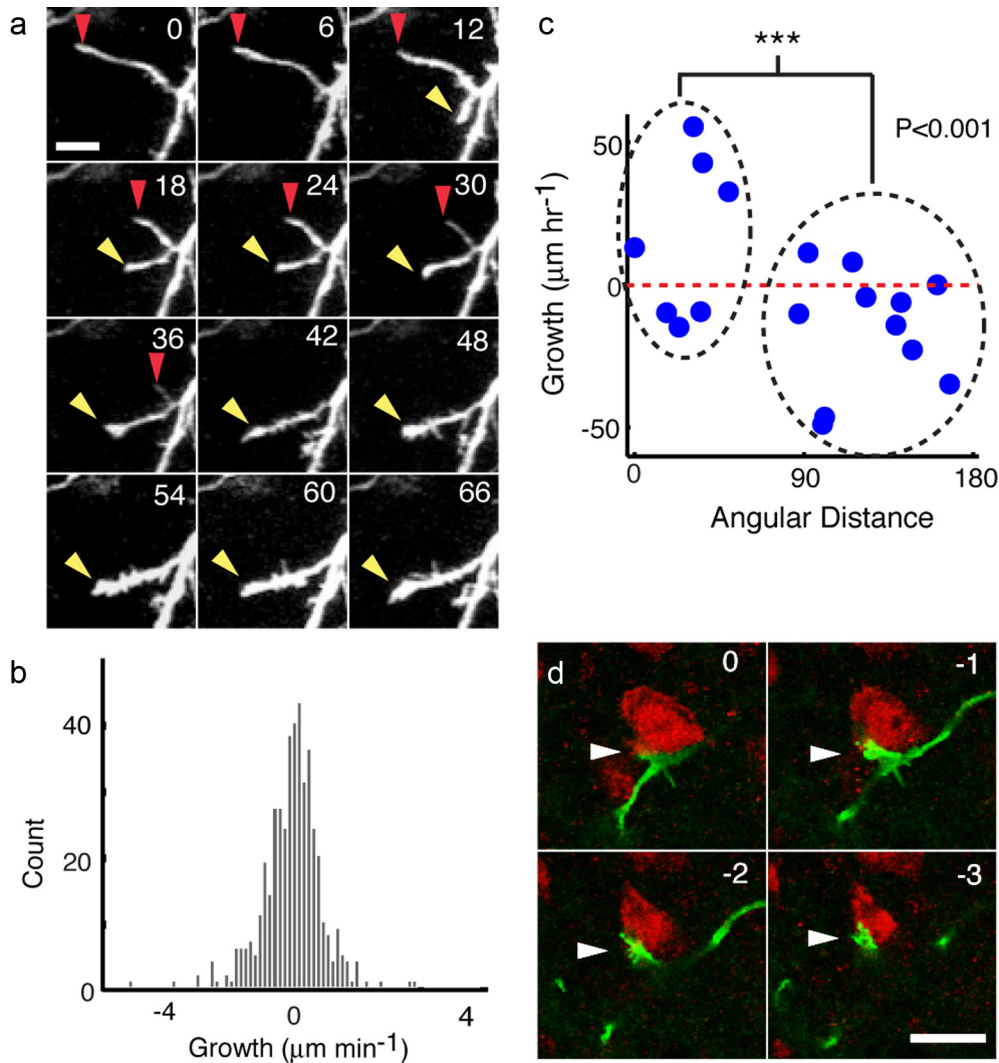 a
0 6 12
18 24 30
36 42 48
54 60 66
b
40
20
0
Count
-4 0 4
Growth (μm min⁻¹)
c
***
P<0.001
50
0
-50
Growth (μm hr⁻¹)
0 90 180
Angular Distance
d
0 -1
-2 -3